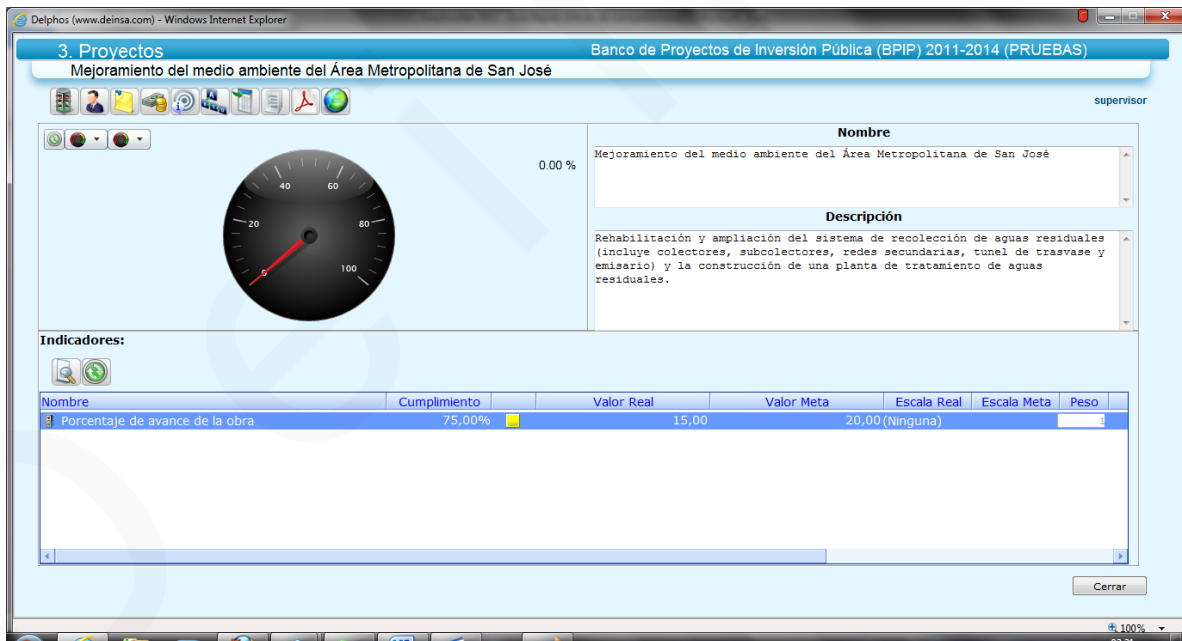 Delphos (www.deinsa.com) - Windows Internet Explorer
3. Proyectos
Banco de Proyectos de Inversión Pública (BPIP) 2011-2014 (PRUEBAS)
Mejoramiento del medio ambiente del Área Metropolitana de San José
supervisor
0.00 %
0
20
40
60
80
100
Nombre
Mejoramiento del medio ambiente del Área Metropolitana de San José
Descripción
Rehabilitación y ampliación del sistema de recolección de aguas residuales
(incluye colectores, subcolectores, redes secundarias, tunel de trasvase y
emisario) y la construcción de una planta de tratamiento de aguas
residuales.
Indicadores:
Nombre Cumplimiento Valor Real Valor Meta Escala Real Escala Meta Peso
Porcentaje de avance de la obra 75,00% 15,00 20,00 (Ninguna) 1
Cerrar
100%